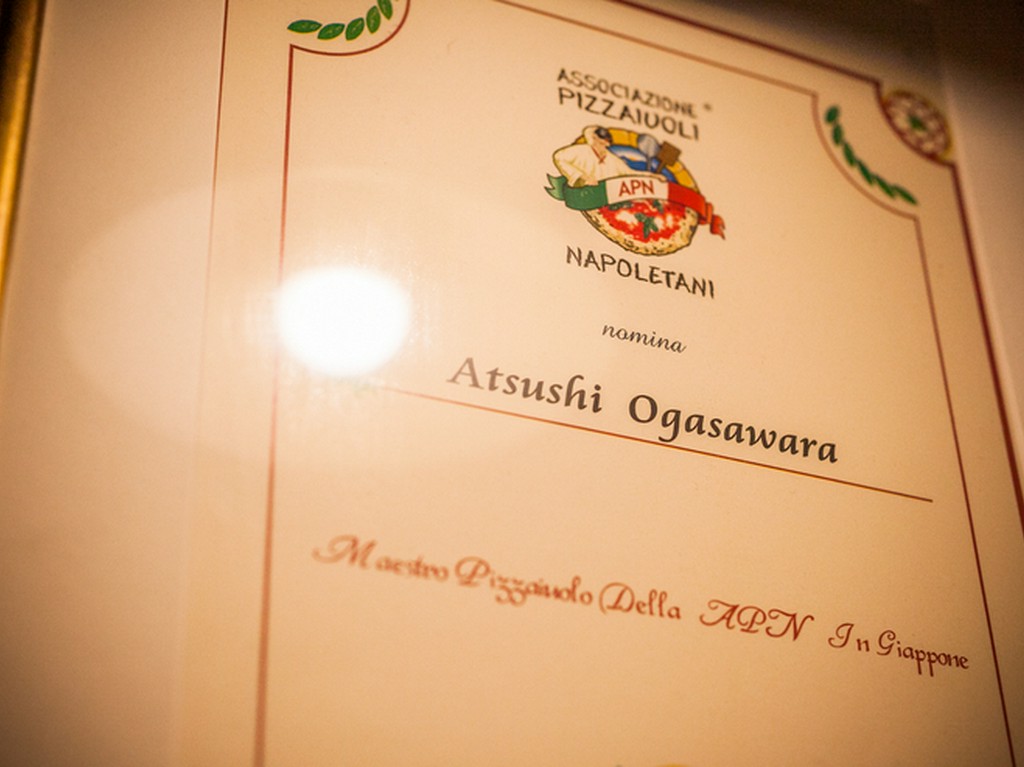 ASSOCIAZIONE
PIZZAIUOLI
APN
NAPOLETANI
nomina
Atsushi Ogasawara
Maestro Pizzaiuolo Della APN In Giappone